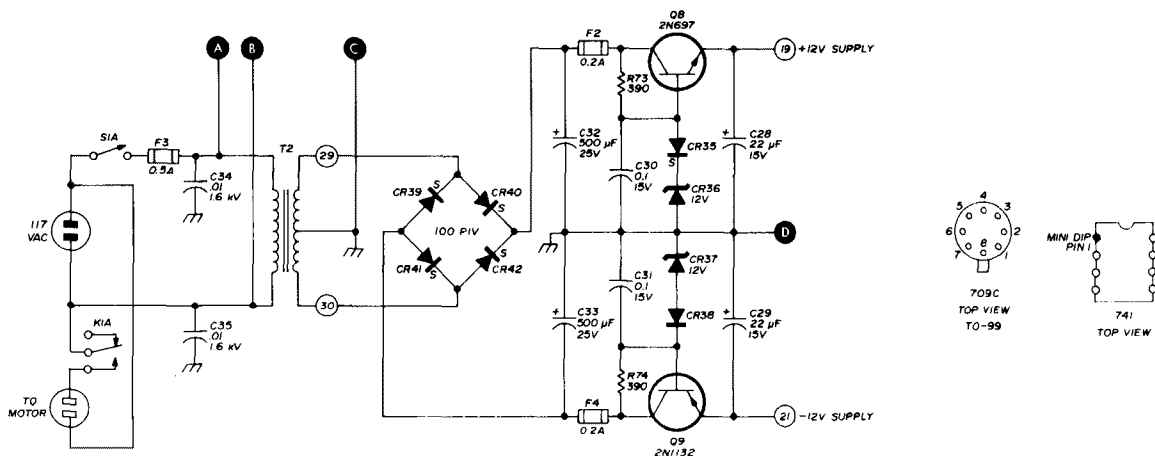 A
B
C
S1A
F3
0.5A
C34
.01
1.6 kV
T2
117
VAC
K1A
C35
.01
1.6 kV
TO
MOTOR
29
30
CR39
S
CR40
S
100 PIV
CR41
S
CR42
S
F2
0.2A
Q8
2N697
19
+12V SUPPLY
R73
390
+
C32
500 µF
25V
C30
0.1
15V
CR35
S
CR36
12V
+
C28
22 µF
15V
D
+
C33
500 µF
25V
C31
0.1
15V
CR37
12V
CR38
+
C29
22 µF
15V
R74
390
F4
0.2A
Q9
2N1132
21
-12V SUPPLY
4
5
3
6
2
7
8
1
709C
TOP VIEW
TO-99
MINI DIP
PIN 1
741
TOP VIEW